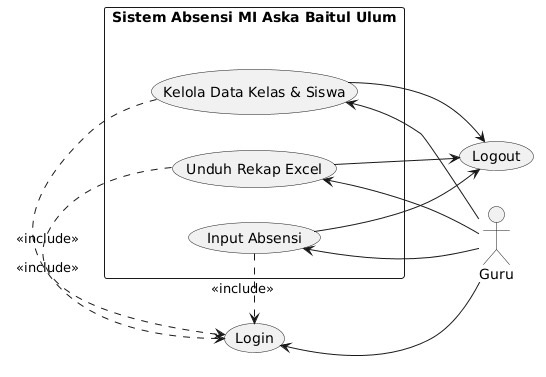 Sistem Absensi MI Aska Baitul Ulum
Kelola Data Kelas & Siswa
Logout
Unduh Rekap Excel
Input Absensi
«include»
«include»
Guru
«include»
Login